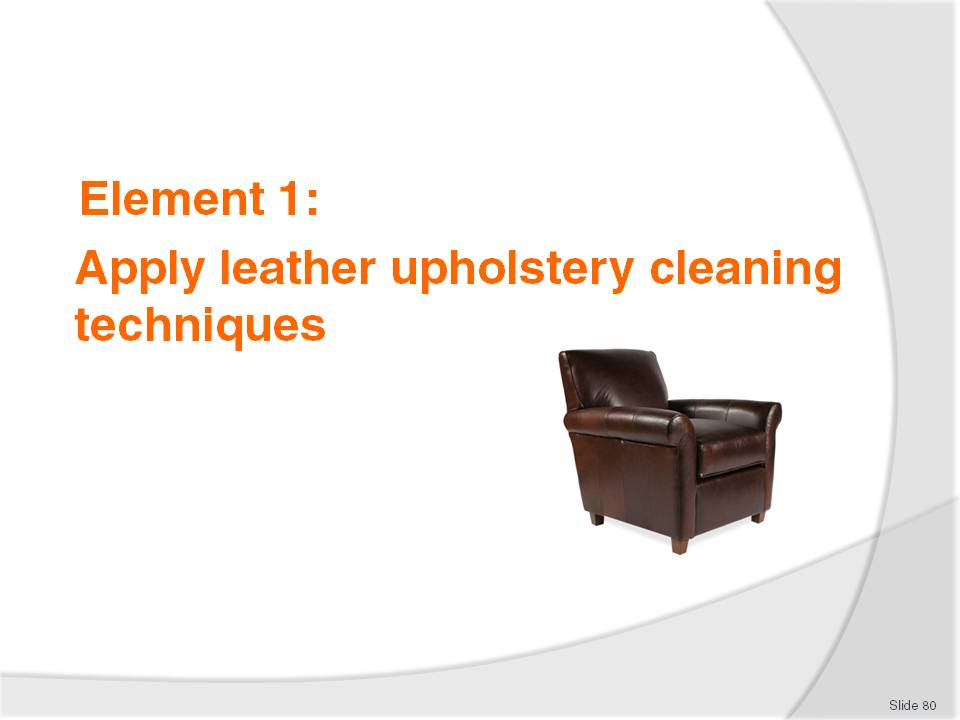 Element 1:
Apply leather upholstery cleaning
techniques
Slide 80